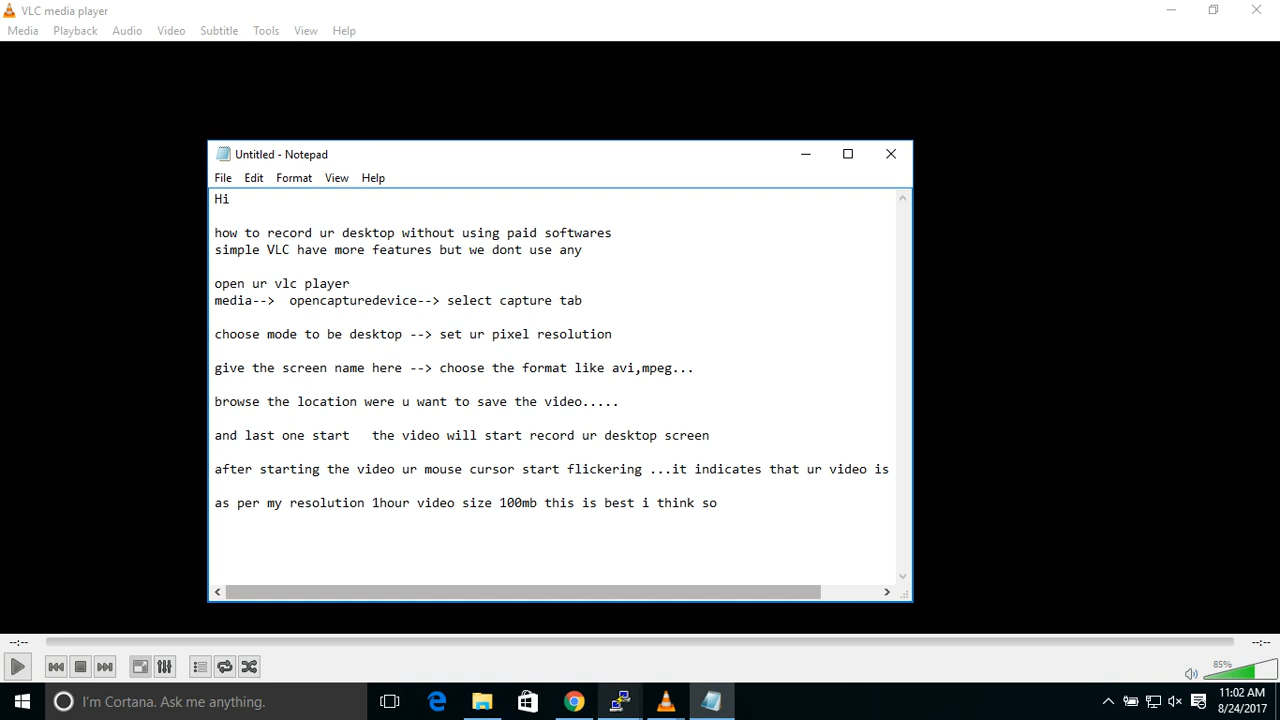 VLC media player
Media Playback Audio Video Subtitle Tools View Help
Untitled - Notepad
File Edit Format View Help
Hi
how to record ur desktop without using paid softwares
simple VLC have more features but we dont use any
open ur vlc player
media--> opencapturedevice--> select capture tab
choose mode to be desktop --> set ur pixel resolution
give the screen name here --> choose the format like avi,mpeg...
browse the location were u want to save the video.....
and last one start the video will start record ur desktop screen
after starting the video ur mouse cursor start flickering ...it indicates that ur video is
as per my resolution 1hour video size 100mb this is best i think so
--:-- --:--
85%
I'm Cortana. Ask me anything.
11:02 AM
8/24/2017